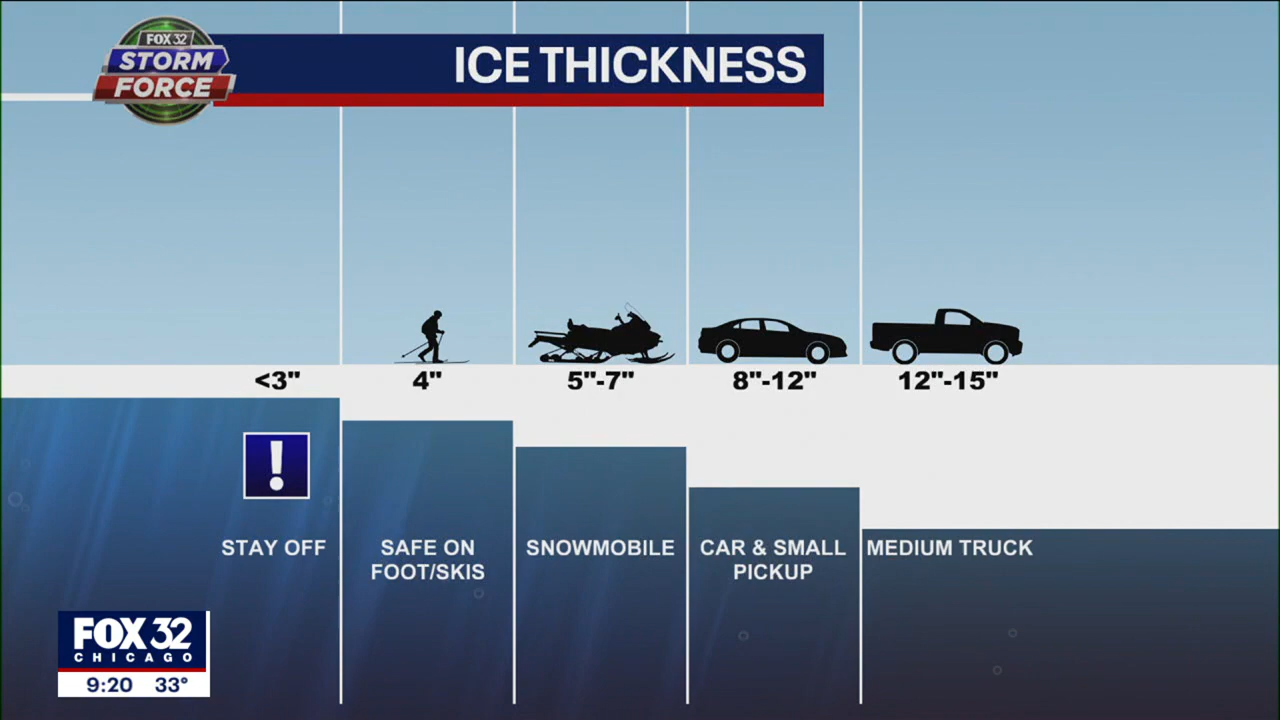 FOX 32
STORM
FORCE
ICE THICKNESS
<3"
4"
5"-7"
8"-12"
12"-15"
!
STAY OFF
SAFE ON
FOOT/SKIS
SNOWMOBILE
CAR & SMALL
PICKUP
MEDIUM TRUCK
FOX 32
CHICAGO
9:20 33°